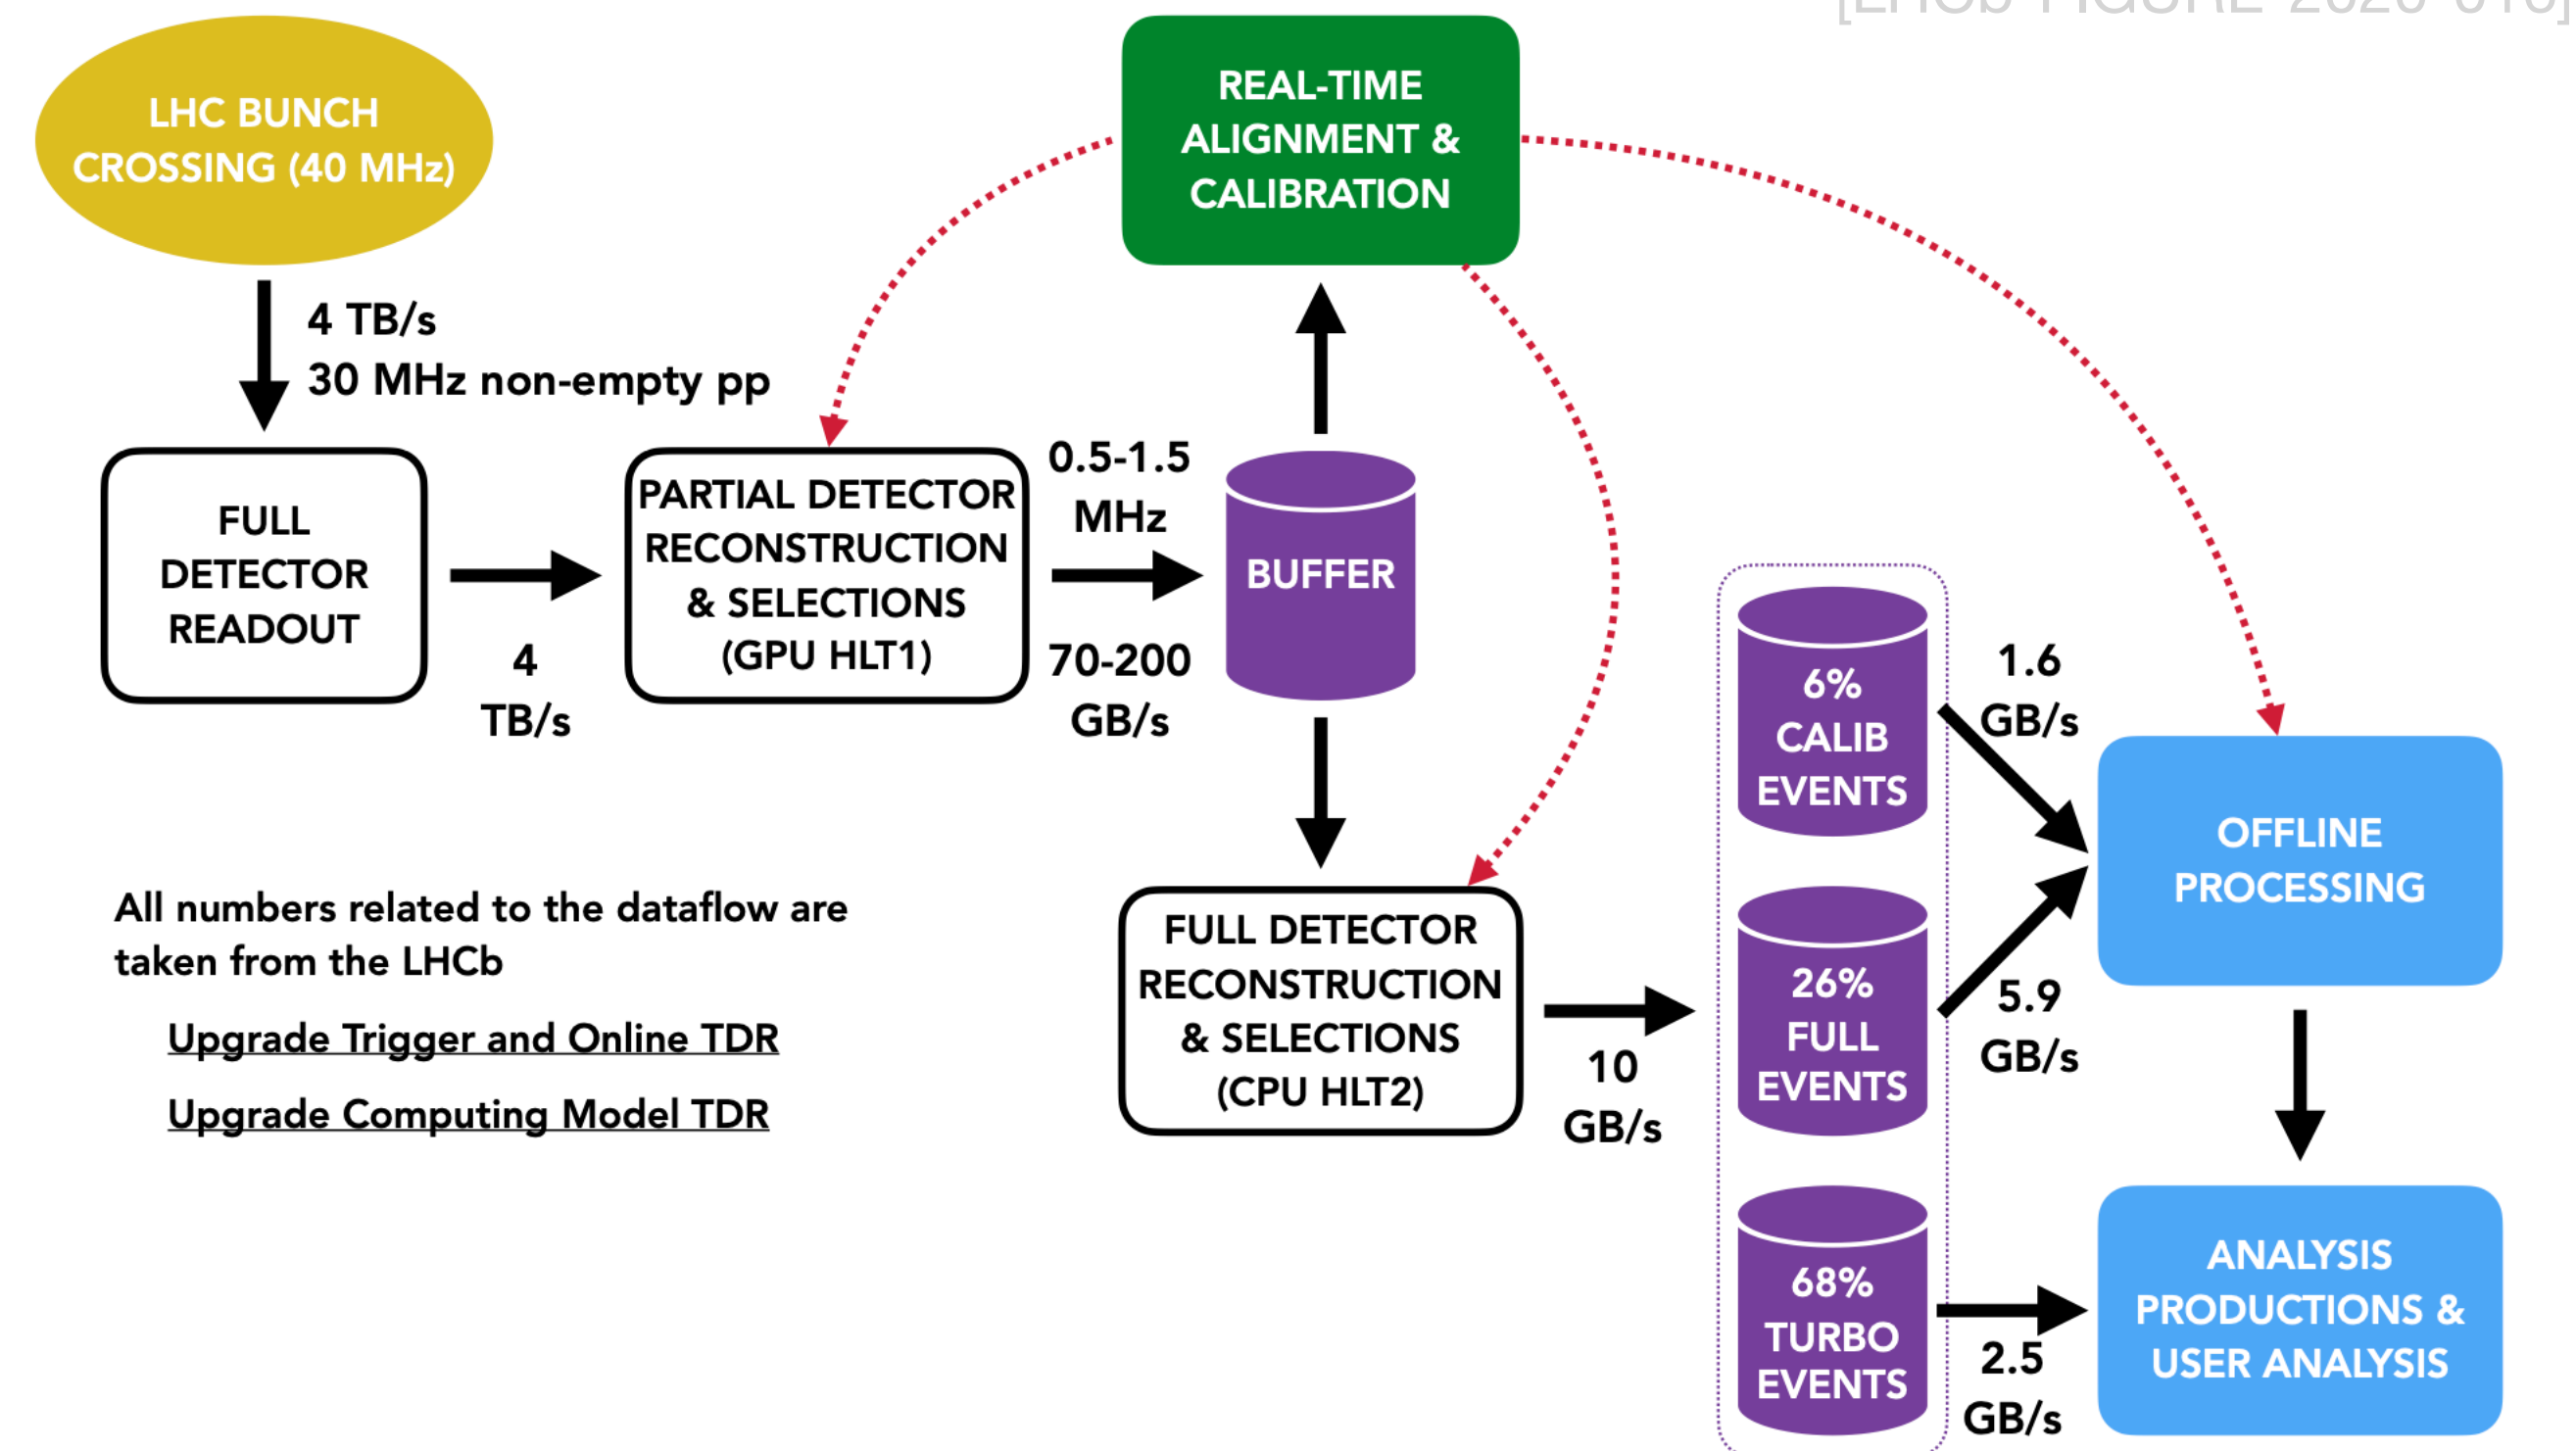 LHC BUNCH
CROSSING (40 MHz)
4 TB/s
30 MHz non-empty pp
FULL
DETECTOR
READOUT
4
TB/s
PARTIAL DETECTOR
RECONSTRUCTION
& SELECTIONS
(GPU HLT1)
0.5-1.5
MHz
70-200
GB/s
REAL-TIME
ALIGNMENT &
CALIBRATION
BUFFER
FULL DETECTOR
RECONSTRUCTION
& SELECTIONS
(CPU HLT2)
10
GB/s
6%
CALIB
EVENTS
1.6
GB/s
26%
FULL
EVENTS
5.9
GB/s
68%
TURBO
EVENTS
2.5
GB/s
OFFLINE
PROCESSING
ANALYSIS
PRODUCTIONS &
USER ANALYSIS
All numbers related to the dataflow are
taken from the LHCb
Upgrade Trigger and Online TDR
Upgrade Computing Model TDR